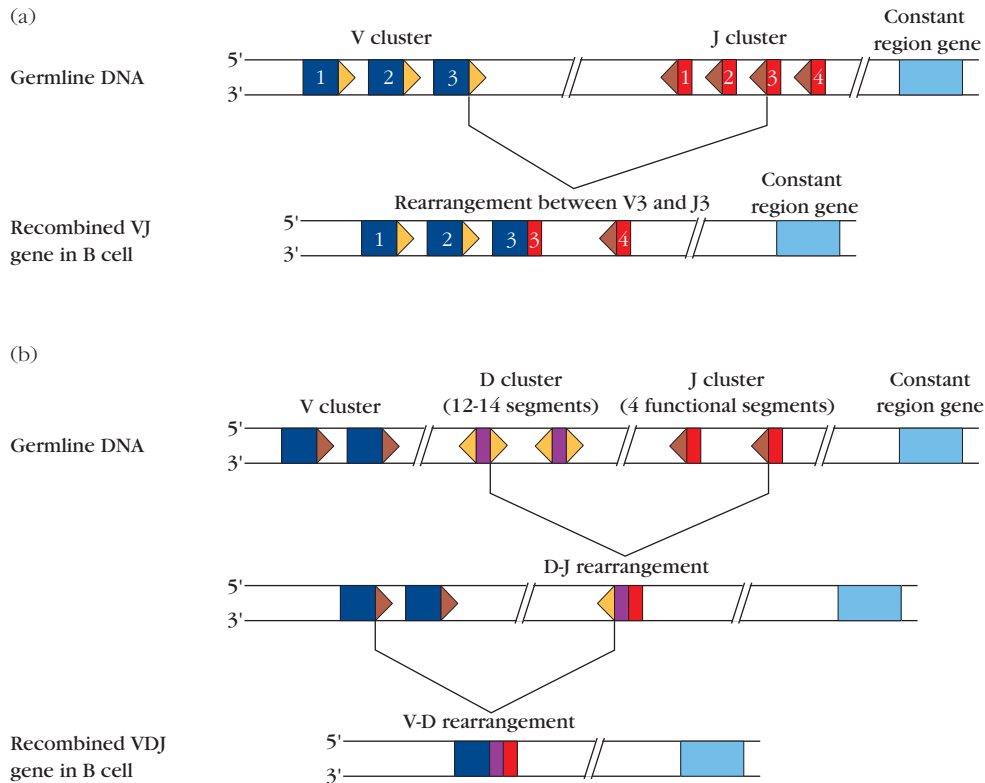 (a)
V cluster
J cluster
Constant
region gene
Germline DNA
5'
3'
1 2 3 1 2 3 4
Rearrangement between V3 and J3
Constant
region gene
Recombined VJ
gene in B cell
5'
3'
1 2 3 3 4
(b)
V cluster
D cluster
(12-14 segments)
J cluster
(4 functional segments)
Constant
region gene
Germline DNA
5'
3'
D-J rearrangement
5'
3'
V-D rearrangement
Recombined VDJ
gene in B cell
5'
3'